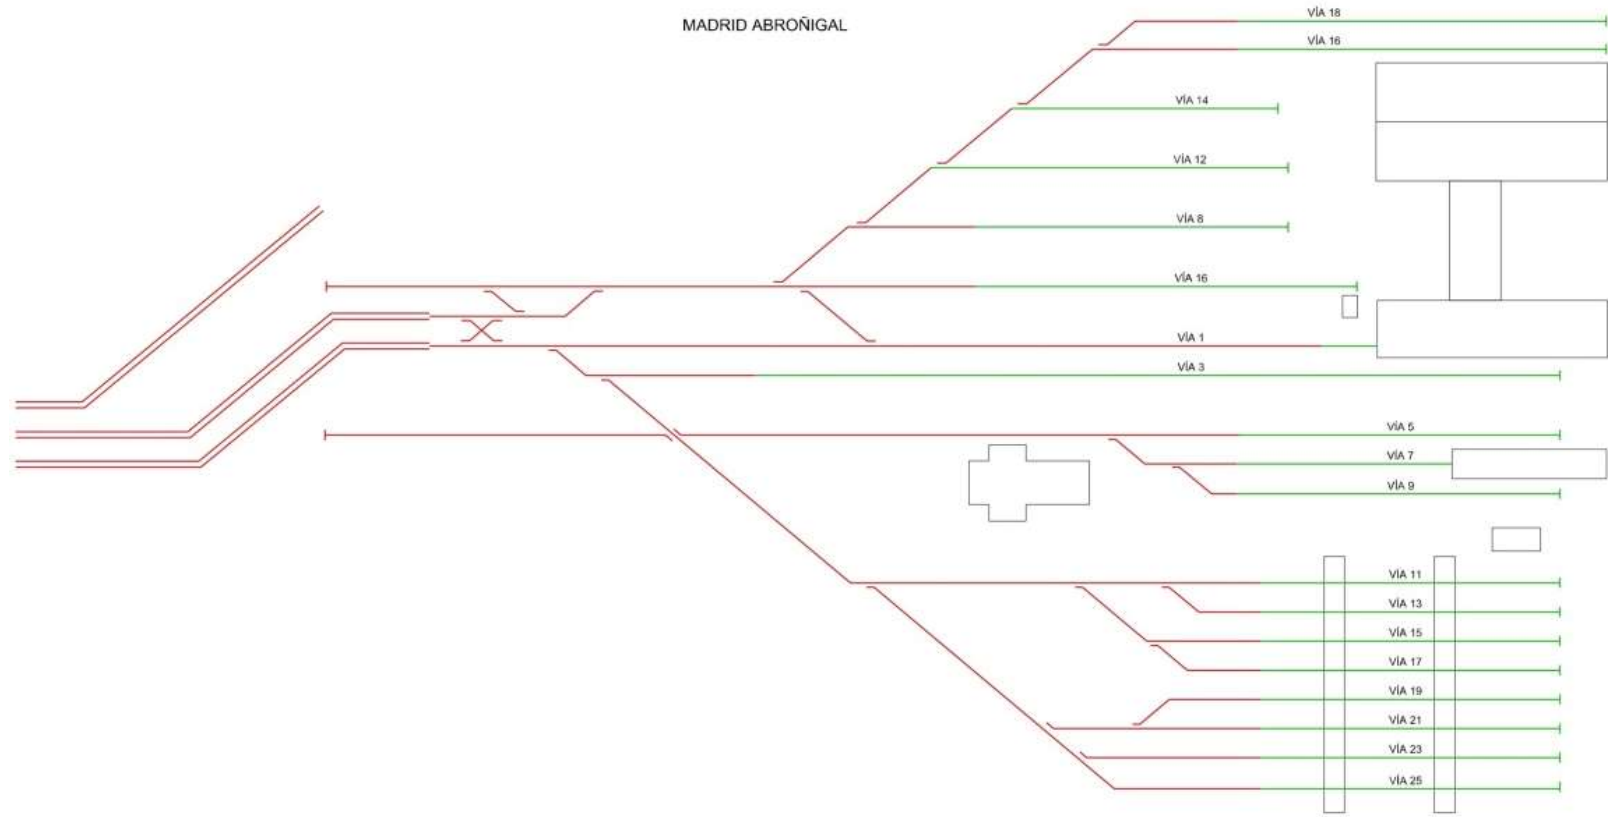 MADRID ABROÑIGAL
VÍA 18
VÍA 16
VÍA 14
VÍA 12
VÍA 8
VÍA 16
VÍA 1
VÍA 3
VÍA 5
VÍA 7
VÍA 9
VÍA 11
VÍA 13
VÍA 15
VÍA 17
VÍA 19
VÍA 21
VÍA 23
VÍA 25